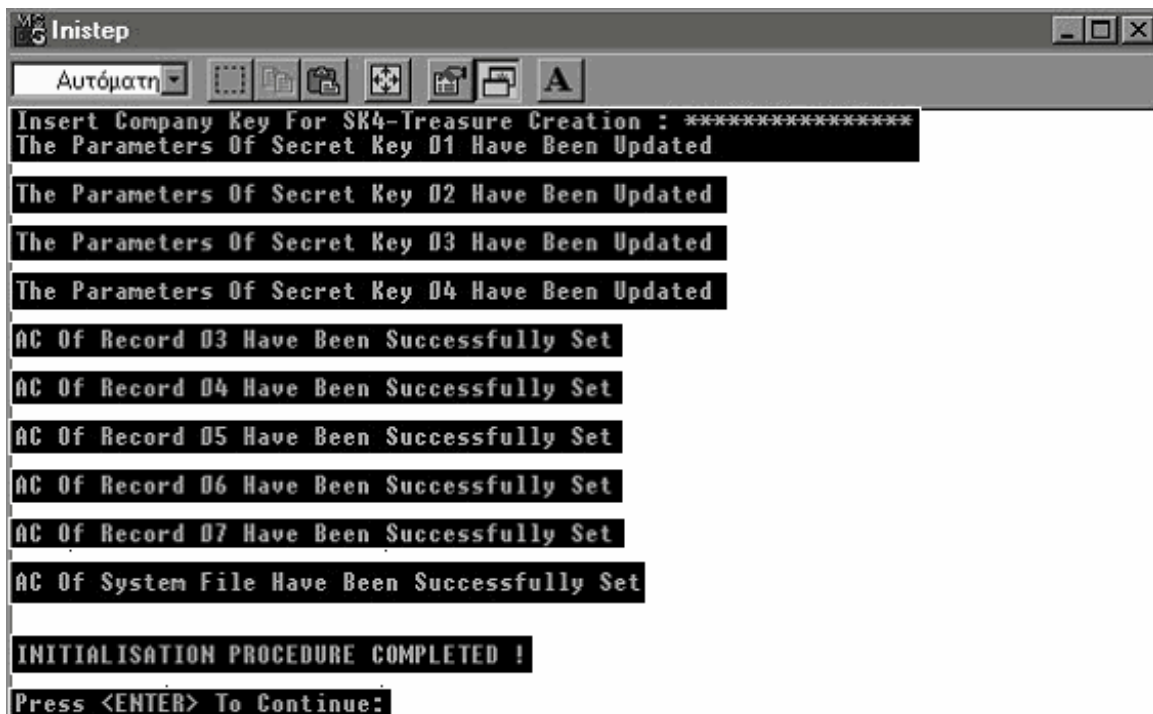 Inistep
Αυτόματη
A
Insert Company Key For SK4-Treasure Creation : ****************
The Parameters Of Secret Key 01 Have Been Updated
The Parameters Of Secret Key 02 Have Been Updated
The Parameters Of Secret Key 03 Have Been Updated
The Parameters Of Secret Key 04 Have Been Updated
AC Of Record 03 Have Been Successfully Set
AC Of Record 04 Have Been Successfully Set
AC Of Record 05 Have Been Successfully Set
AC Of Record 06 Have Been Successfully Set
AC Of Record 07 Have Been Successfully Set
AC Of System File Have Been Successfully Set
INITIALISATION PROCEDURE COMPLETED !
Press <ENTER> To Continue: